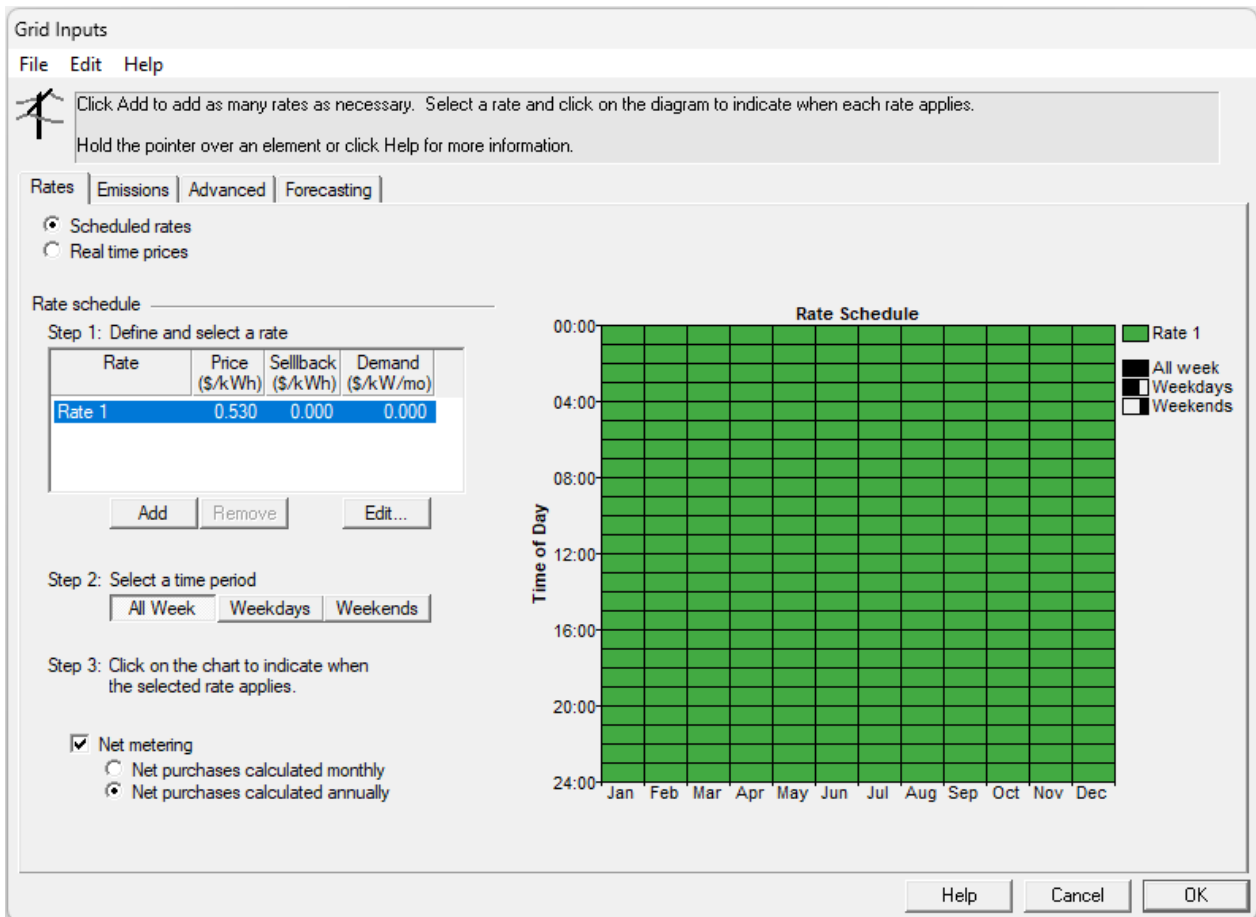 Grid Inputs
File Edit Help
Click Add to add as many rates as necessary. Select a rate and click on the diagram to indicate when each rate applies.
Hold the pointer over an element or click Help for more information.
Rates Emissions Advanced Forecasting
Scheduled rates
Real time prices
Rate schedule
Step 1: Define and select a rate
Rate Price Selllback Demand
($/kWh) ($/kWh) ($/kW/mo)
Rate 1 0.530 0.000 0.000
Add Remove Edit...
Step 2: Select a time period
All Week Weekdays Weekends
Step 3: Click on the chart to indicate when
the selected rate applies.
Net metering
Net purchases calculated monthly
Net purchases calculated annually
Rate Schedule
Time of Day
00:00
04:00
08:00
12:00
16:00
20:00
24:00
Jan Feb Mar Apr May Jun Jul Aug Sep Oct Nov Dec
Rate 1
All week
Weekdays
Weekends
Help Cancel OK